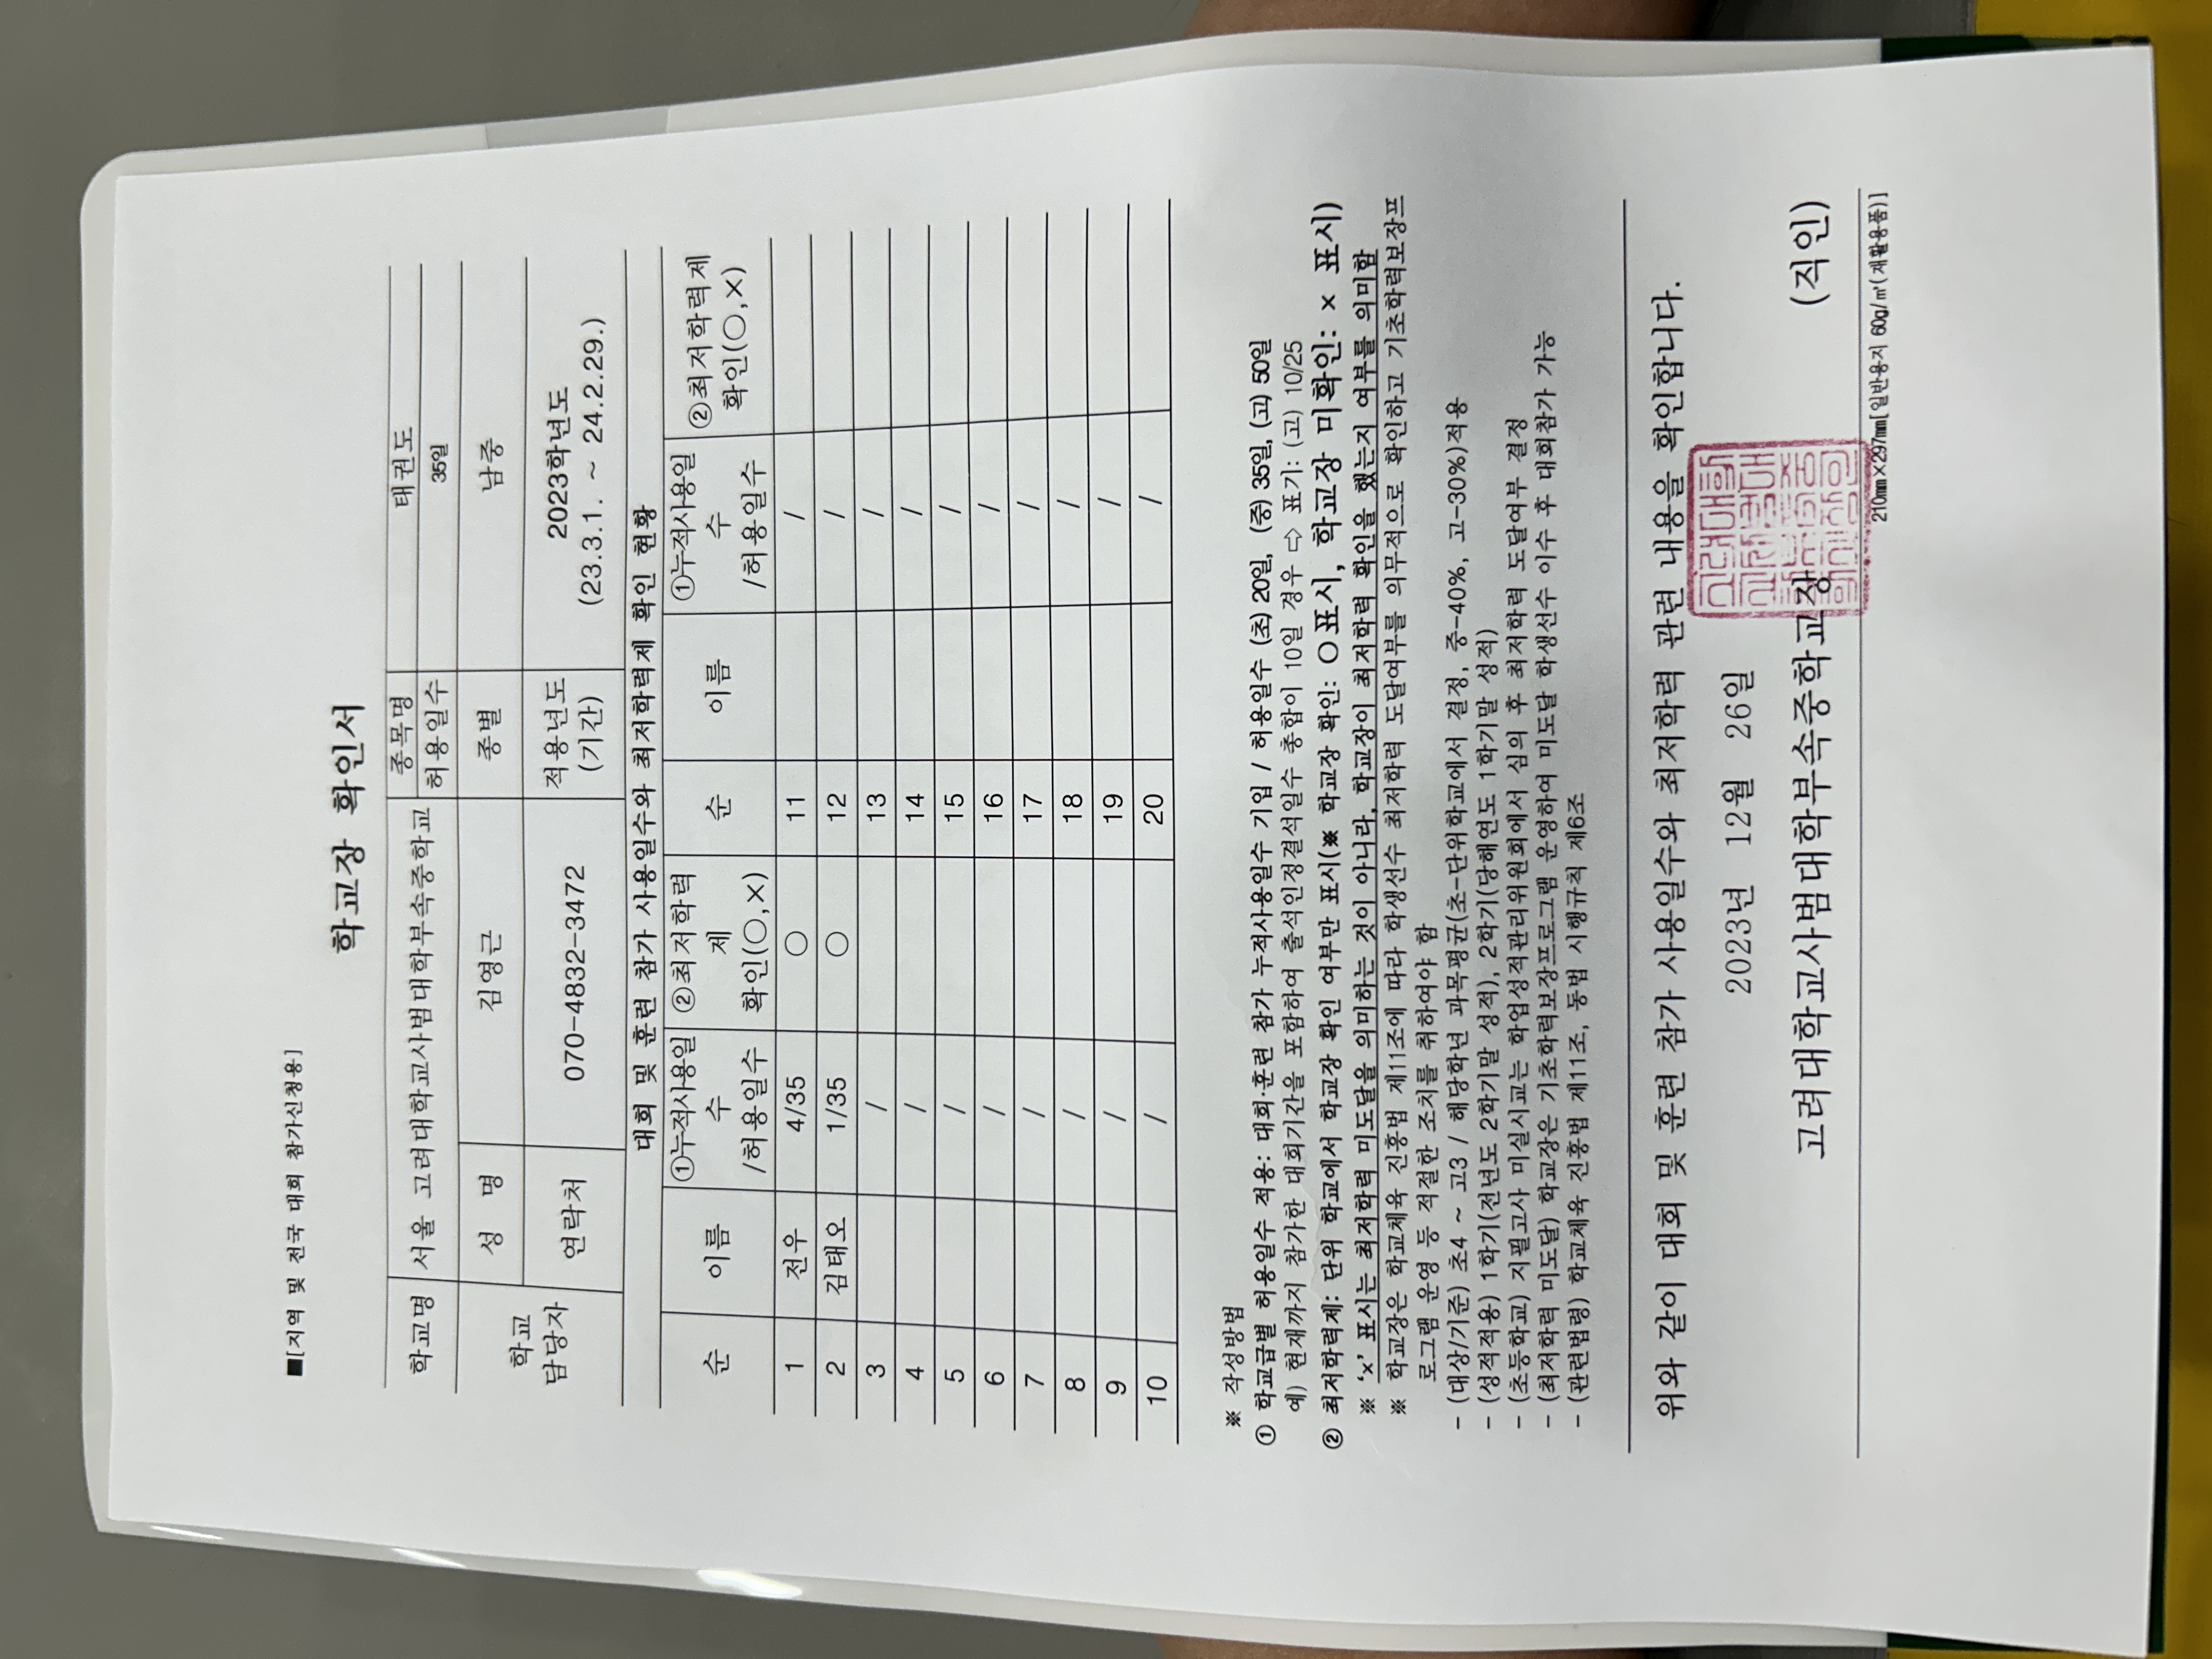 ■[지역 및 전국 대회 참가신청용]
학교장 확인서
학교명 서울 고려대학교사범대학부속중학교 종목명 태권도
허용일수 35일
학교
담당자 성 명 김영근 종별 남중
연락처 070-4832-3472 적용년도
(기간) 2023학년도
(23.3.1. ~ 24.2.29.)
대회 및 훈련 참가 사용일수와 최저학력제 확인 현황
순 이름 ①누적사용일
수
/허용일수 ②최저학력
제
확인(○,×) 순 이름 ①누적사용일
수
/허용일수 ②최저학력제
확인(○,×)
1 전우 4/35 ○ 11 /
2 김태오 1/35 ○ 12 /
3 / 13 /
4 / 14 /
5 / 15 /
6 / 16 /
7 / 17 /
8 / 18 /
9 / 19 /
10 / 20 /
※ 작성방법
① 학교급별 허용일수 적용: 대회·훈련 참가 누적사용일수 기입 / 허용일수 (초) 20일, (중) 35일, (고) 50일
예) 현재까지 참가한 대회기간을 포함하여 출석인정결석일수 총합이 10일 경우 ⇨ 표기: (고) 10/25
② 최저학력제: 단위 학교에서 학교장 확인 여부만 표시(※ 학교장 확인: ○표시, 학교장 미확인: × 표시)
※ ‘×’ 표시는 최저학력 미도달을 의미하는 것이 아니라, 학교장이 최저학력 확인을 했는지 여부를 의미함
※ 학교장은 학교체육 진흥법 제11조에 따라 학생선수 최저학력 도달여부를 의무적으로 확인하고 기초학력보장프
로그램 운영 등 적절한 조치를 취하여야 함
- (대상/기준) 초4 ~ 고3 / 해당학년 과목평균(초-단위학교에서 결정, 중-40%, 고-30%)적용
- (성적적용) 1학기(전년도 2학기말 성적), 2학기(당해연도 1학기말 성적)
- (초등학교) 지필고사 미실시교는 학업성적관리위원회에서 심의 후 최저학력 도달여부 결정
- (최저학력 미도달) 학교장은 기초학력보장프로그램 운영하여 미도달 학생선수 이수 후 대회참가 가능
- (관련법령) 학교체육 진흥법 제11조, 동법 시행규칙 제6조
위와 같이 대회 및 훈련 참가 사용일수와 최저학력 관련 내용을 확인합니다.
2023년 12월 26일
고려대학교사범대학부속중학교장 (직인)
210㎜×297㎜[일반용지 60g/㎡(재활용품)]